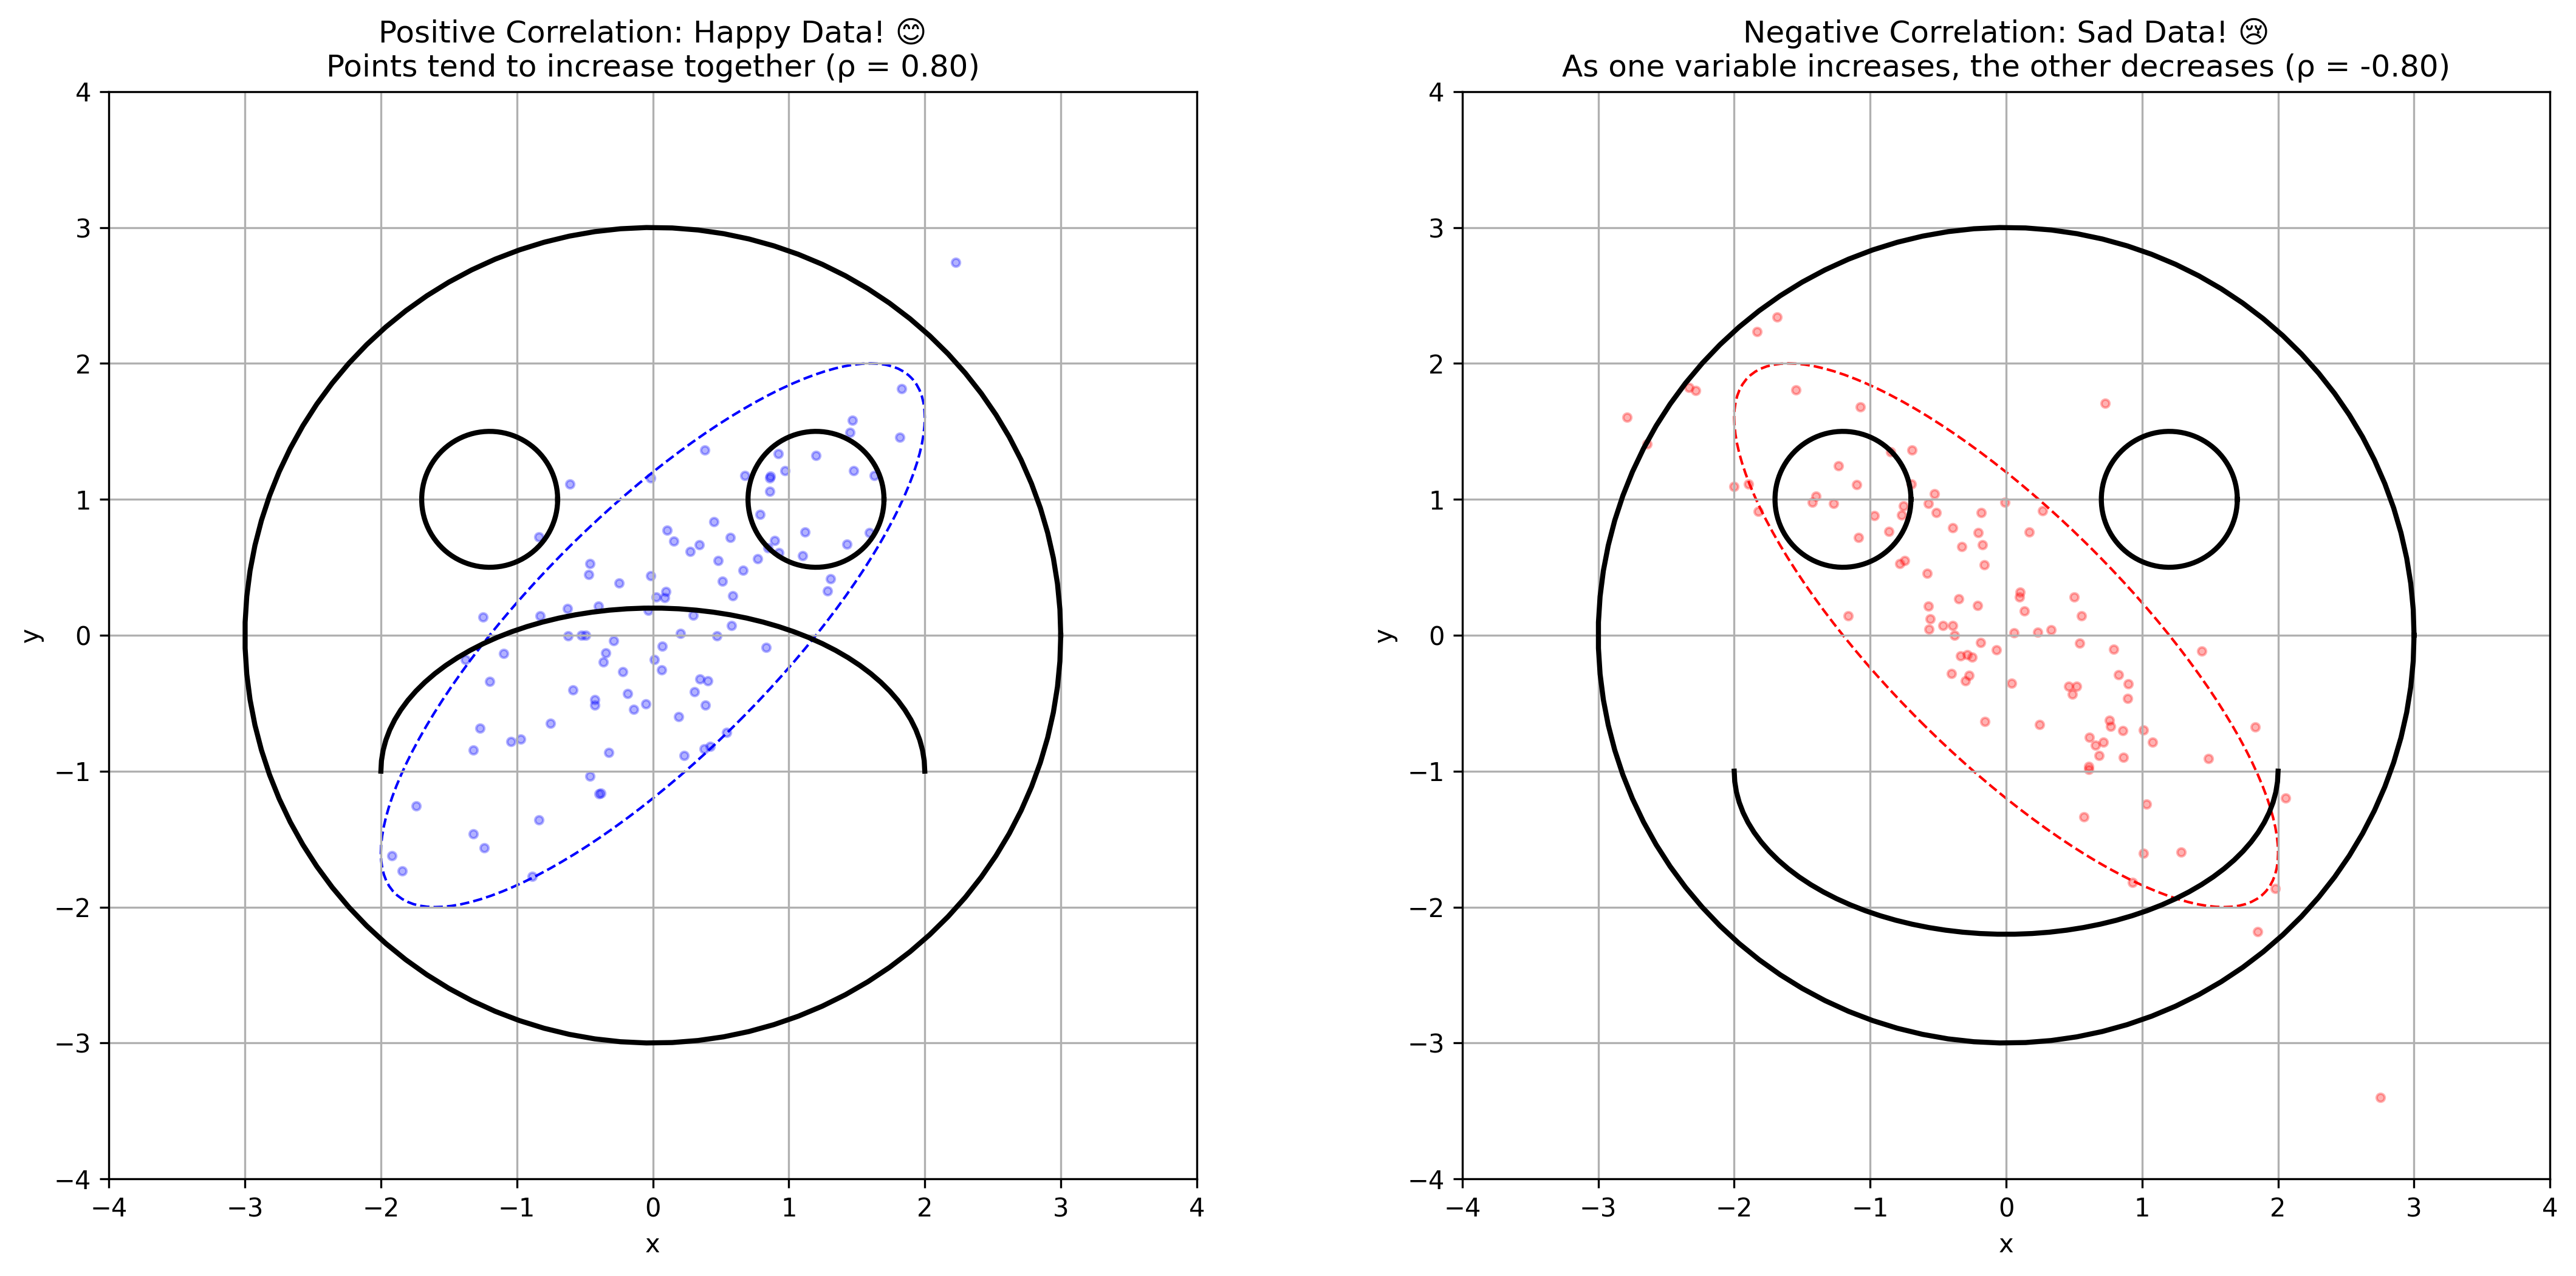 Positive Correlation: Happy Data! 😊
Points tend to increase together (ρ = 0.80)
4
3
2
1
0
−1
−2
−3
−4
y
−4 −3 −2 −1 0 1 2 3 4
x
Negative Correlation: Sad Data! 😢
As one variable increases, the other decreases (ρ = -0.80)
4
3
2
1
0
−1
−2
−3
−4
y
−4 −3 −2 −1 0 1 2 3 4
x